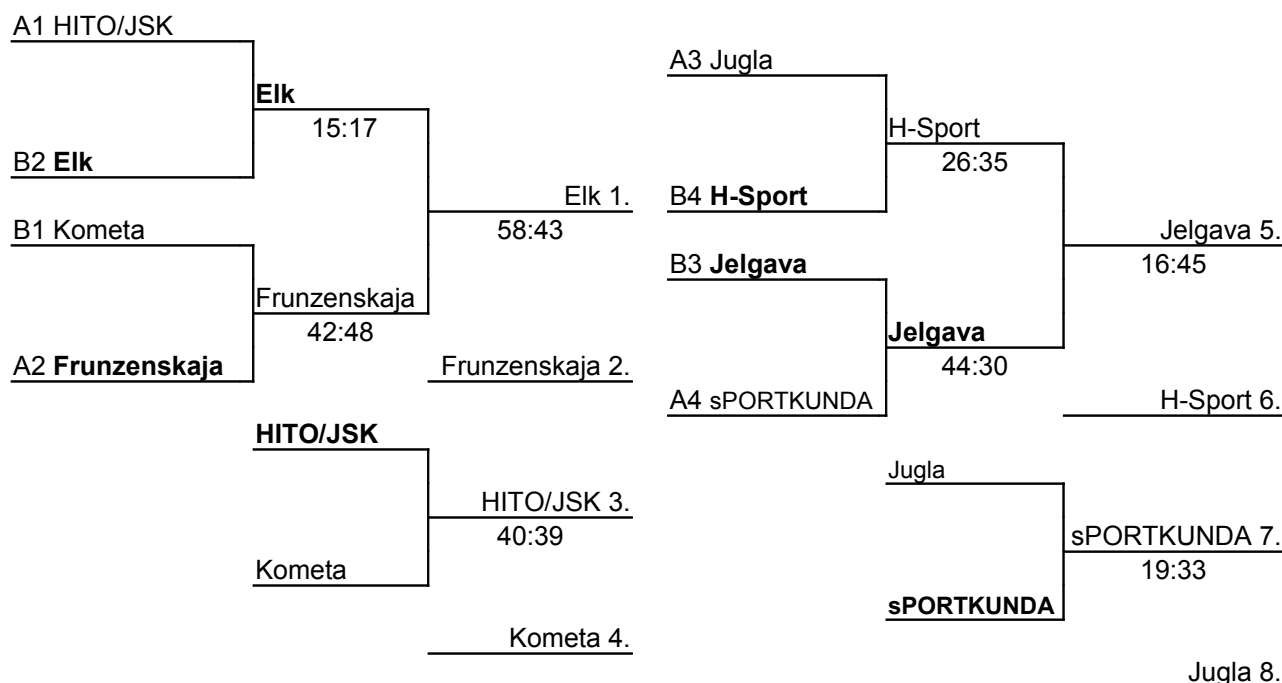 A1 HITO/JSK
Elk
15:17
B2 Elk
Elk 1.
58:43
B1 Kometa
Frunzenskaja
42:48
A2 Frunzenskaja
Frunzenskaja 2.
HITO/JSK
HITO/JSK 3.
40:39
Kometa
Kometa 4.
A3 Jugla
H-Sport
26:35
B4 H-Sport
Jelgava 5.
16:45
B3 Jelgava
Jelgava
44:30
A4 sPORTKUNDA
H-Sport 6.
Jugla
sPORTKUNDA 7.
19:33
sPORTKUNDA
Jugla 8.